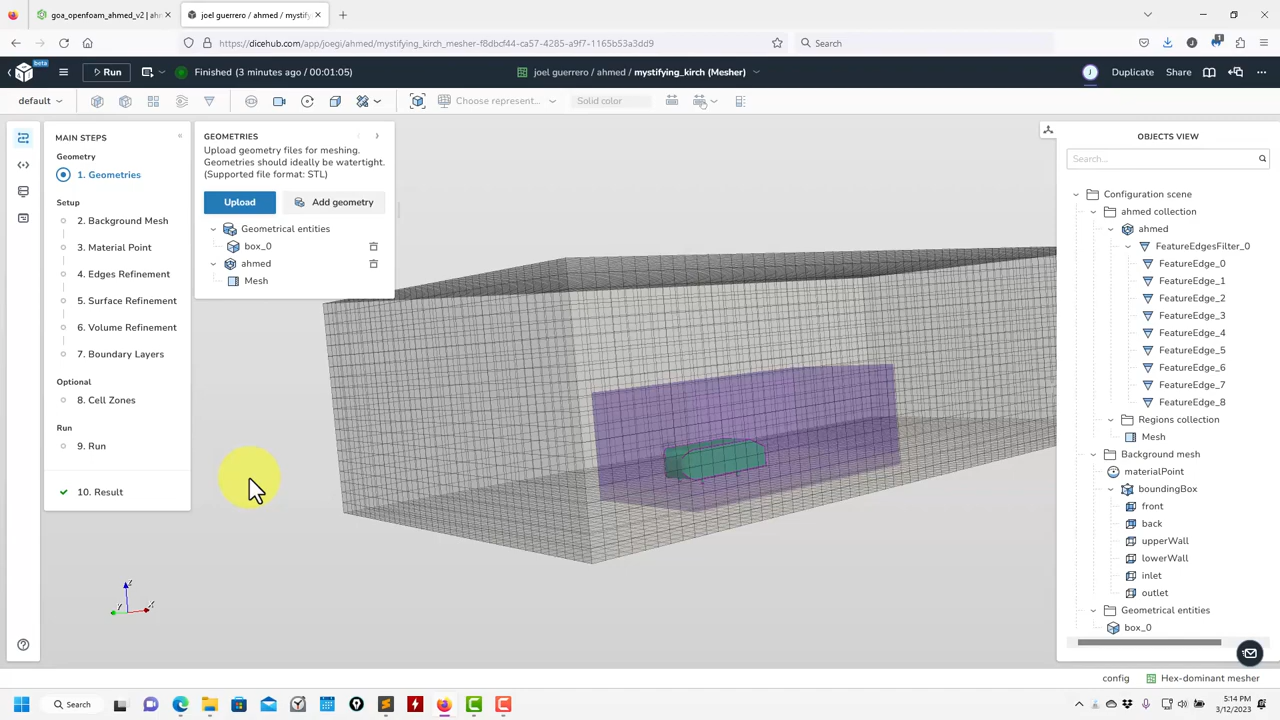 goa_openfoam_ahmed_v2 | ah
joel guerrero / ahmed / mystify
https://dicehub.com/app/joegi/ahmed/mystifying_kirch_mesher-f8dbcf44-ca57-4285-a9f7-1165b53a3dd9
Search
beta
Run
Finished (3 minutes ago / 00:01:05)
joel guerrero / ahmed / mystifying_kirch (Mesher)
J
Duplicate
Share
default
Choose represent...
Solid color
MAIN STEPS
Geometry
1. Geometries
Setup
2. Background Mesh
3. Material Point
4. Edges Refinement
5. Surface Refinement
6. Volume Refinement
7. Boundary Layers
Optional
8. Cell Zones
Run
9. Run
10. Result
GEOMETRIES
Upload geometry files for meshing.
Geometries should ideally be watertight.
(Supported file format: STL)
Upload
Add geometry
Geometrical entities
box_0
ahmed
Mesh
Z
Y
X
OBJECTS VIEW
Search...
Configuration scene
ahmed collection
ahmed
FeatureEdgesFilter_0
FeatureEdge_0
FeatureEdge_1
FeatureEdge_2
FeatureEdge_3
FeatureEdge_4
FeatureEdge_5
FeatureEdge_6
FeatureEdge_7
FeatureEdge_8
Regions collection
Mesh
Background mesh
materialPoint
boundingBox
front
back
upperWall
lowerWall
inlet
outlet
Geometrical entities
box_0
config
Hex-dominant mesher
Search
5:14 PM
3/12/2023